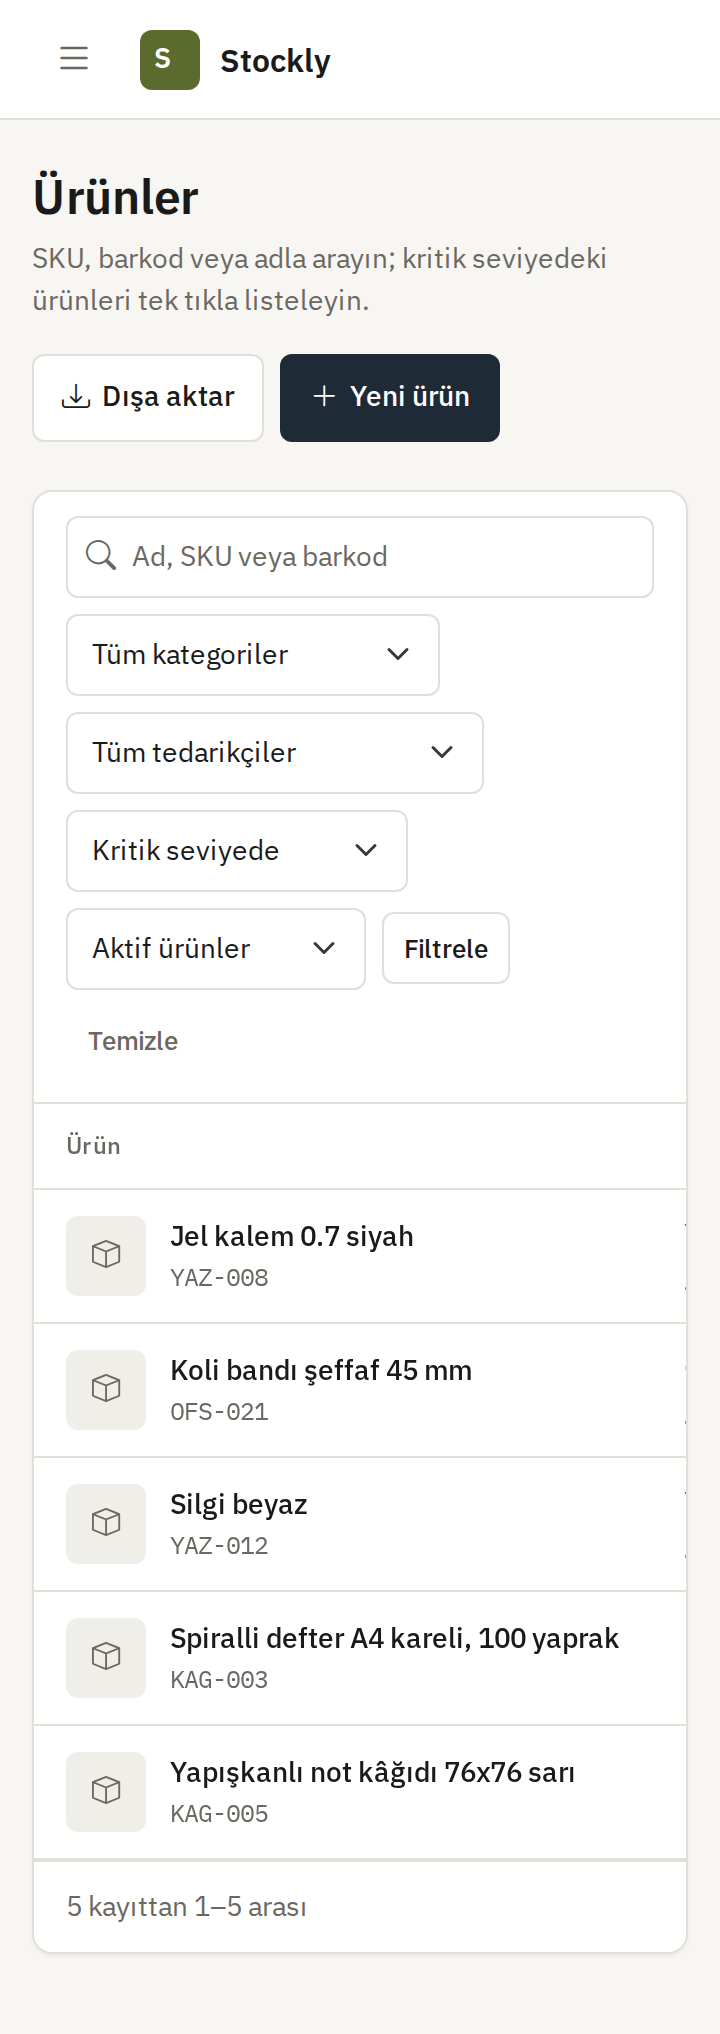 S Stockly
Ürünler
SKU, barkod veya adla arayın; kritik seviyedeki
ürünleri tek tıkla listeleyin.
Dışa aktar
Yeni ürün
Ad, SKU veya barkod
Tüm kategoriler
Tüm tedarikçiler
Kritik seviyede
Aktif ürünler
Filtrele
Temizle
Ürün
Jel kalem 0.7 siyah
YAZ-008
Koli bandı şeffaf 45 mm
OFS-021
Silgi beyaz
YAZ-012
Spiralli defter A4 kareli, 100 yaprak
KAG-003
Yapışkanlı not kâğıdı 76x76 sarı
KAG-005
5 kayıttan 1–5 arası